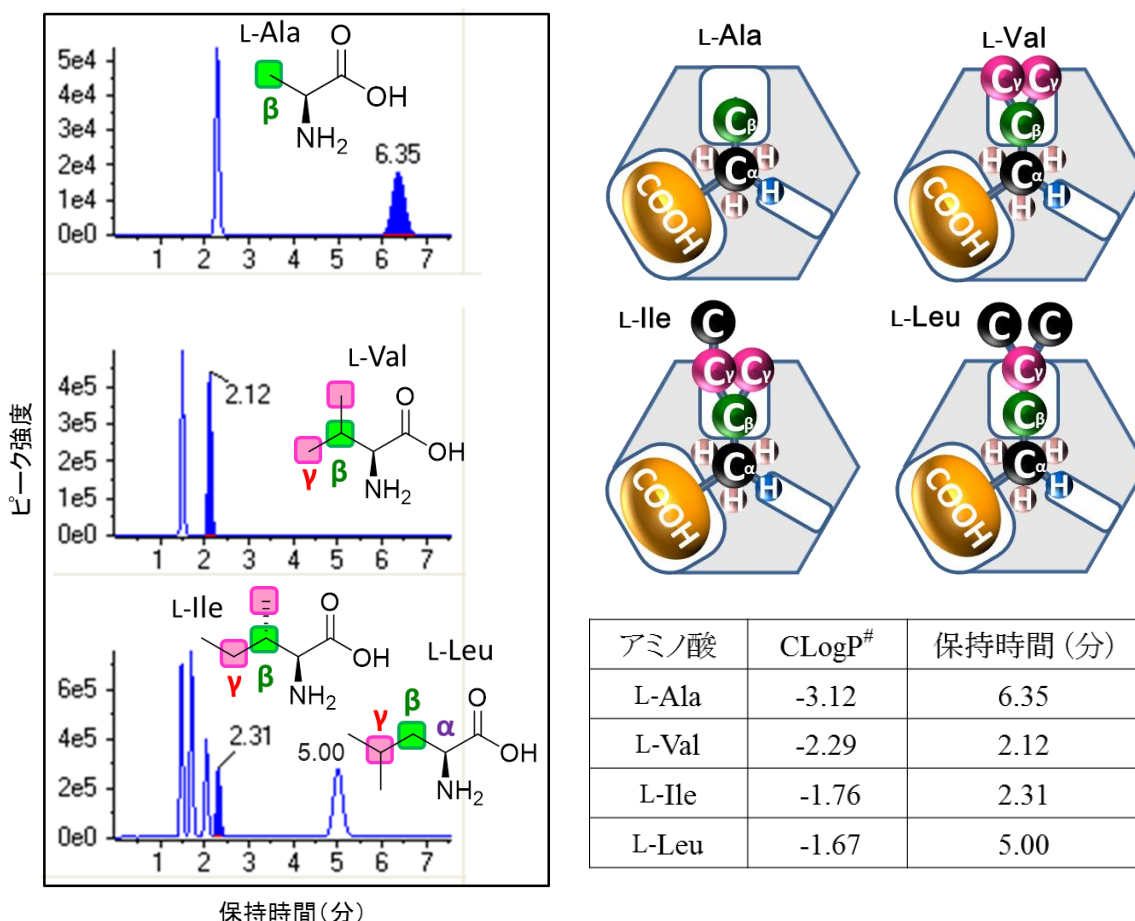 ピーク強度
5e4
4e4
3e4
2e4
1e4
0e0
L-Ala
O
OH
NH2
β
6.35
1 2 3 4 5 6 7
4e5
3e5
2e5
1e5
0e0
2.12
L-Val
O
OH
NH2
γ β
1 2 3 4 5 6 7
6e5
4e5
2e5
0e0
L-Ile
O
OH
NH2
γ β
2.31
5.00
L-Leu
γ β α
O
OH
NH2
1 2 3 4 5 6 7
保持時間(分)
L-Ala
Cβ
H Cα H
H H
COOH
L-Val
Cγ Cγ
Cβ
H Cα H
H H
COOH
L-Ile
C
Cγ Cγ
Cβ
H Cα H
H H
COOH
L-Leu
C C
Cγ
Cβ
H Cα H
H H
COOH
アミノ酸 CLogP# 保持時間 (分)
L-Ala -3.12 6.35
L-Val -2.29 2.12
L-Ile -1.76 2.31
L-Leu -1.67 5.00